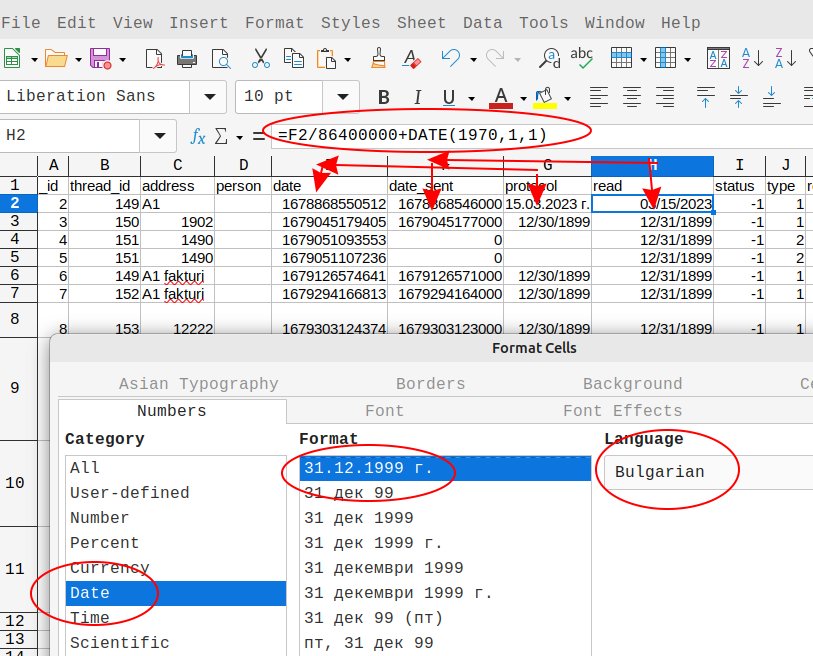 File Edit View Insert Format Styles Sheet Data Tools Window Help
abc
Liberation Sans 10 pt B I U A
H2 fx Σ = =F2/86400000+DATE(1970,1,1)
A B C D G H I J
1 _id thread_id address person date date_sent protocol read status type
2 2 149 A1 1678868550512 1678868546000 15.03.2023 г. 03/15/2023 -1 1
3 3 150 1902 1679045179405 1679045177000 12/30/1899 12/31/1899 -1 1
4 4 151 1490 1679051093553 0 12/31/1899 -1 2
5 5 151 1490 1679051107236 0 12/31/1899 -1 2
6 6 149 A1 fakturi 1679126574641 1679126571000 12/30/1899 12/31/1899 -1 1
7 7 152 A1 fakturi 1679294166813 1679294164000 12/30/1899 12/31/1899 -1 1
8 8 153 12222 1679303124374 1679303123000 12/30/1899 12/31/1899 -1 1
9
10
11
12
13
14
Format Cells
Asian Typography Borders Background
Numbers Font Font Effects
Category Format Language
All 31.12.1999 г. Bulgarian
User-defined 31 дек 99
Number 31 дек 1999
Percent 31 дек 1999 г.
Currency 31 декември 1999
Date 31 декември 1999 г.
Time 31 дек 99 (пт)
Scientific пт, 31 дек 99